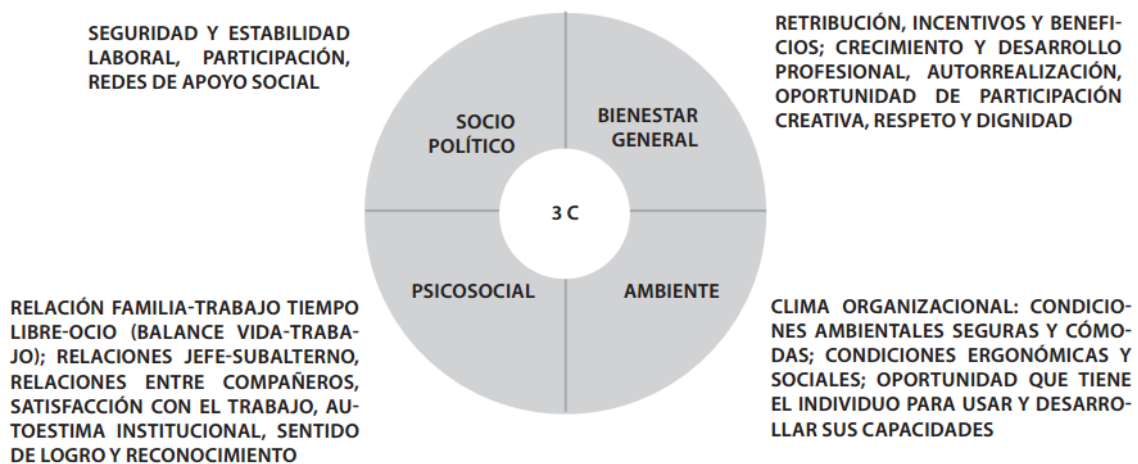 SEGURIDAD Y ESTABILIDAD
LABORAL, PARTICIPACIÓN,
REDES DE APOYO SOCIAL
RETRIBUCIÓN, INCENTIVOS Y BENEFI-
CIOS; CRECIMIENTO Y DESARROLLO
PROFESIONAL, AUTORREALIZACIÓN,
OPORTUNIDAD DE PARTICIPACIÓN
CREATIVA, RESPETO Y DIGNIDAD
SOCIO
POLÍTICO
BIENESTAR
GENERAL
3 C
PSICOSOCIAL
AMBIENTE
RELACIÓN FAMILIA-TRABAJO TIEMPO
LIBRE-OCIO (BALANCE VIDA-TRABA-
JO); RELACIONES JEFE-SUBALTERNO,
RELACIONES ENTRE COMPAÑEROS,
SATISFACCIÓN CON EL TRABAJO, AU-
TOESTIMA INSTITUCIONAL, SENTIDO
DE LOGRO Y RECONOCIMIENTO
CLIMA ORGANIZACIONAL: CONDICIO-
NES AMBIENTALES SEGURAS Y CÓMO-
DAS; CONDICIONES ERGONÓMICAS Y
SOCIALES; OPORTUNIDAD QUE TIENE
EL INDIVIDUO PARA USAR Y DESARRO-
LLAR SUS CAPACIDADES